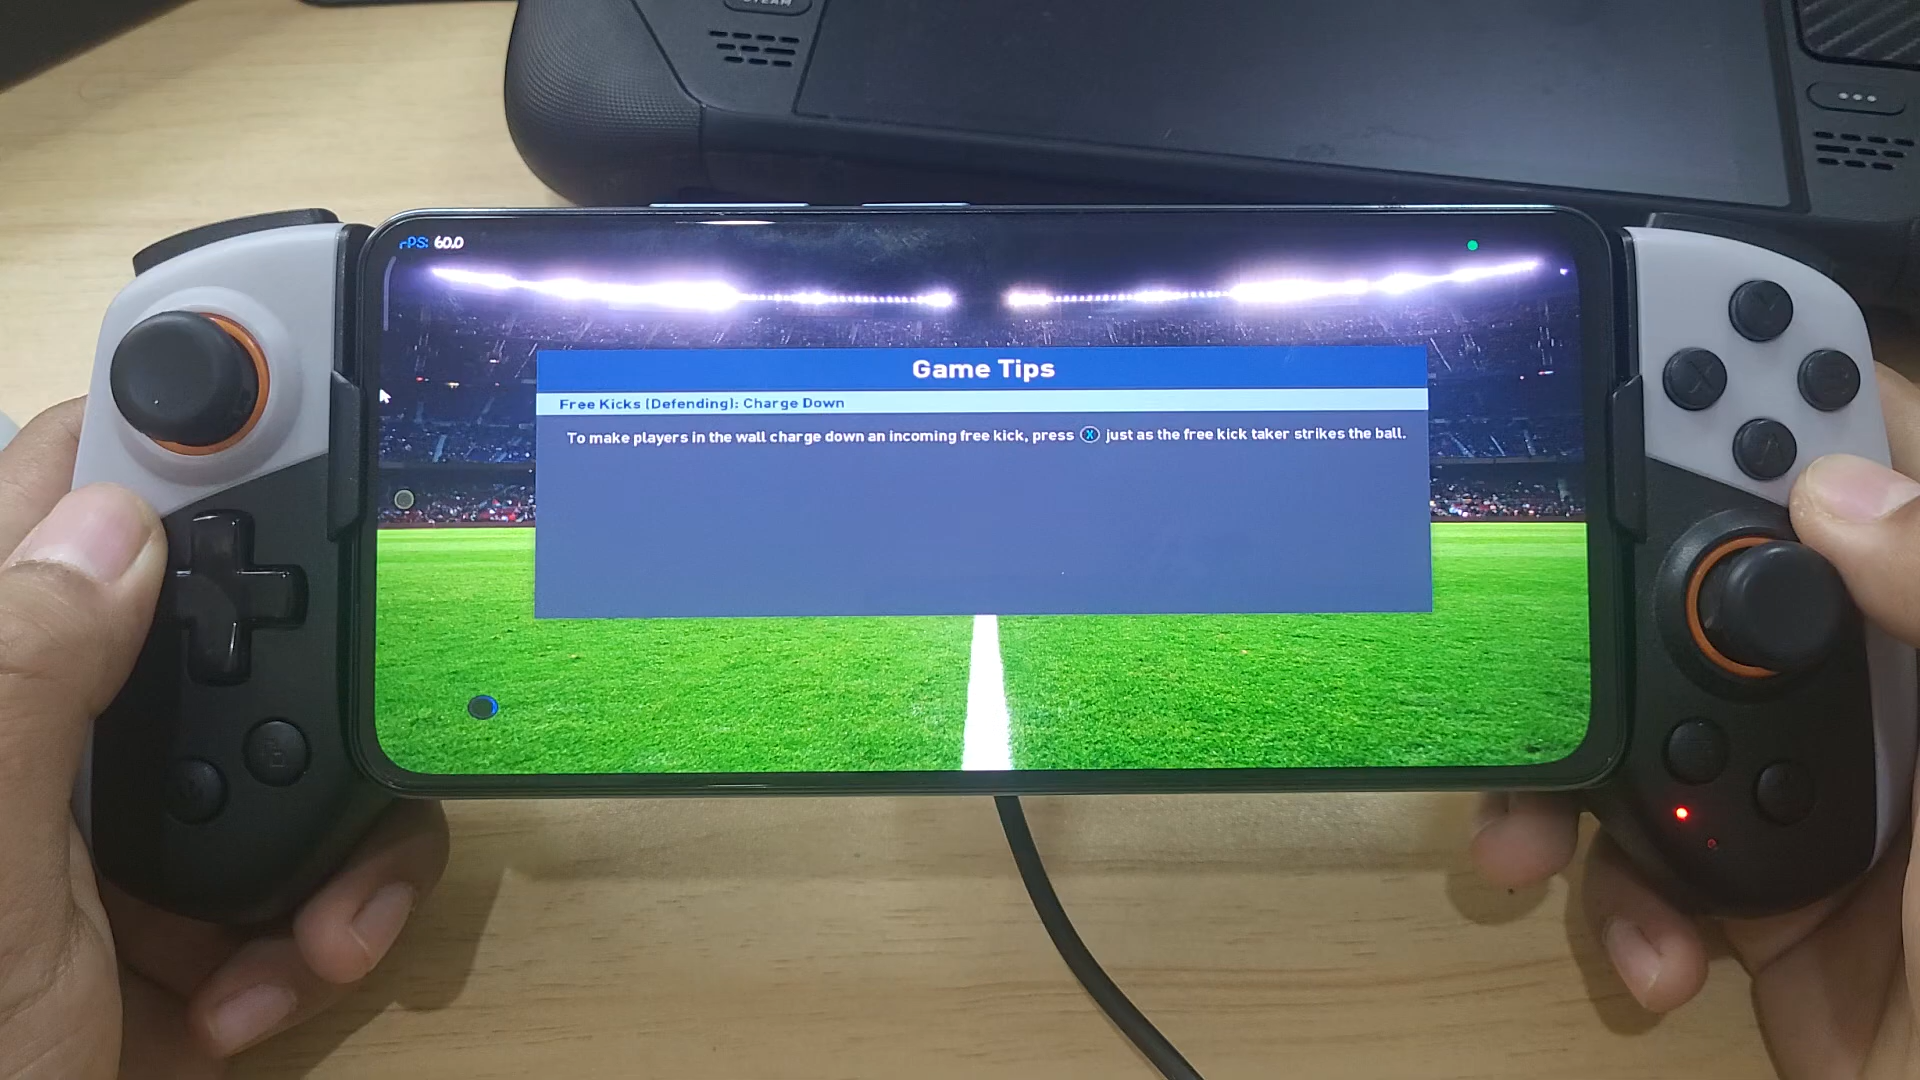 STEAM
FPS: 60.0
Game Tips
Free Kicks (Defending): Charge Down
To make players in the wall charge down an incoming free kick, press X just as the free kick taker strikes the ball.
Y
X
A